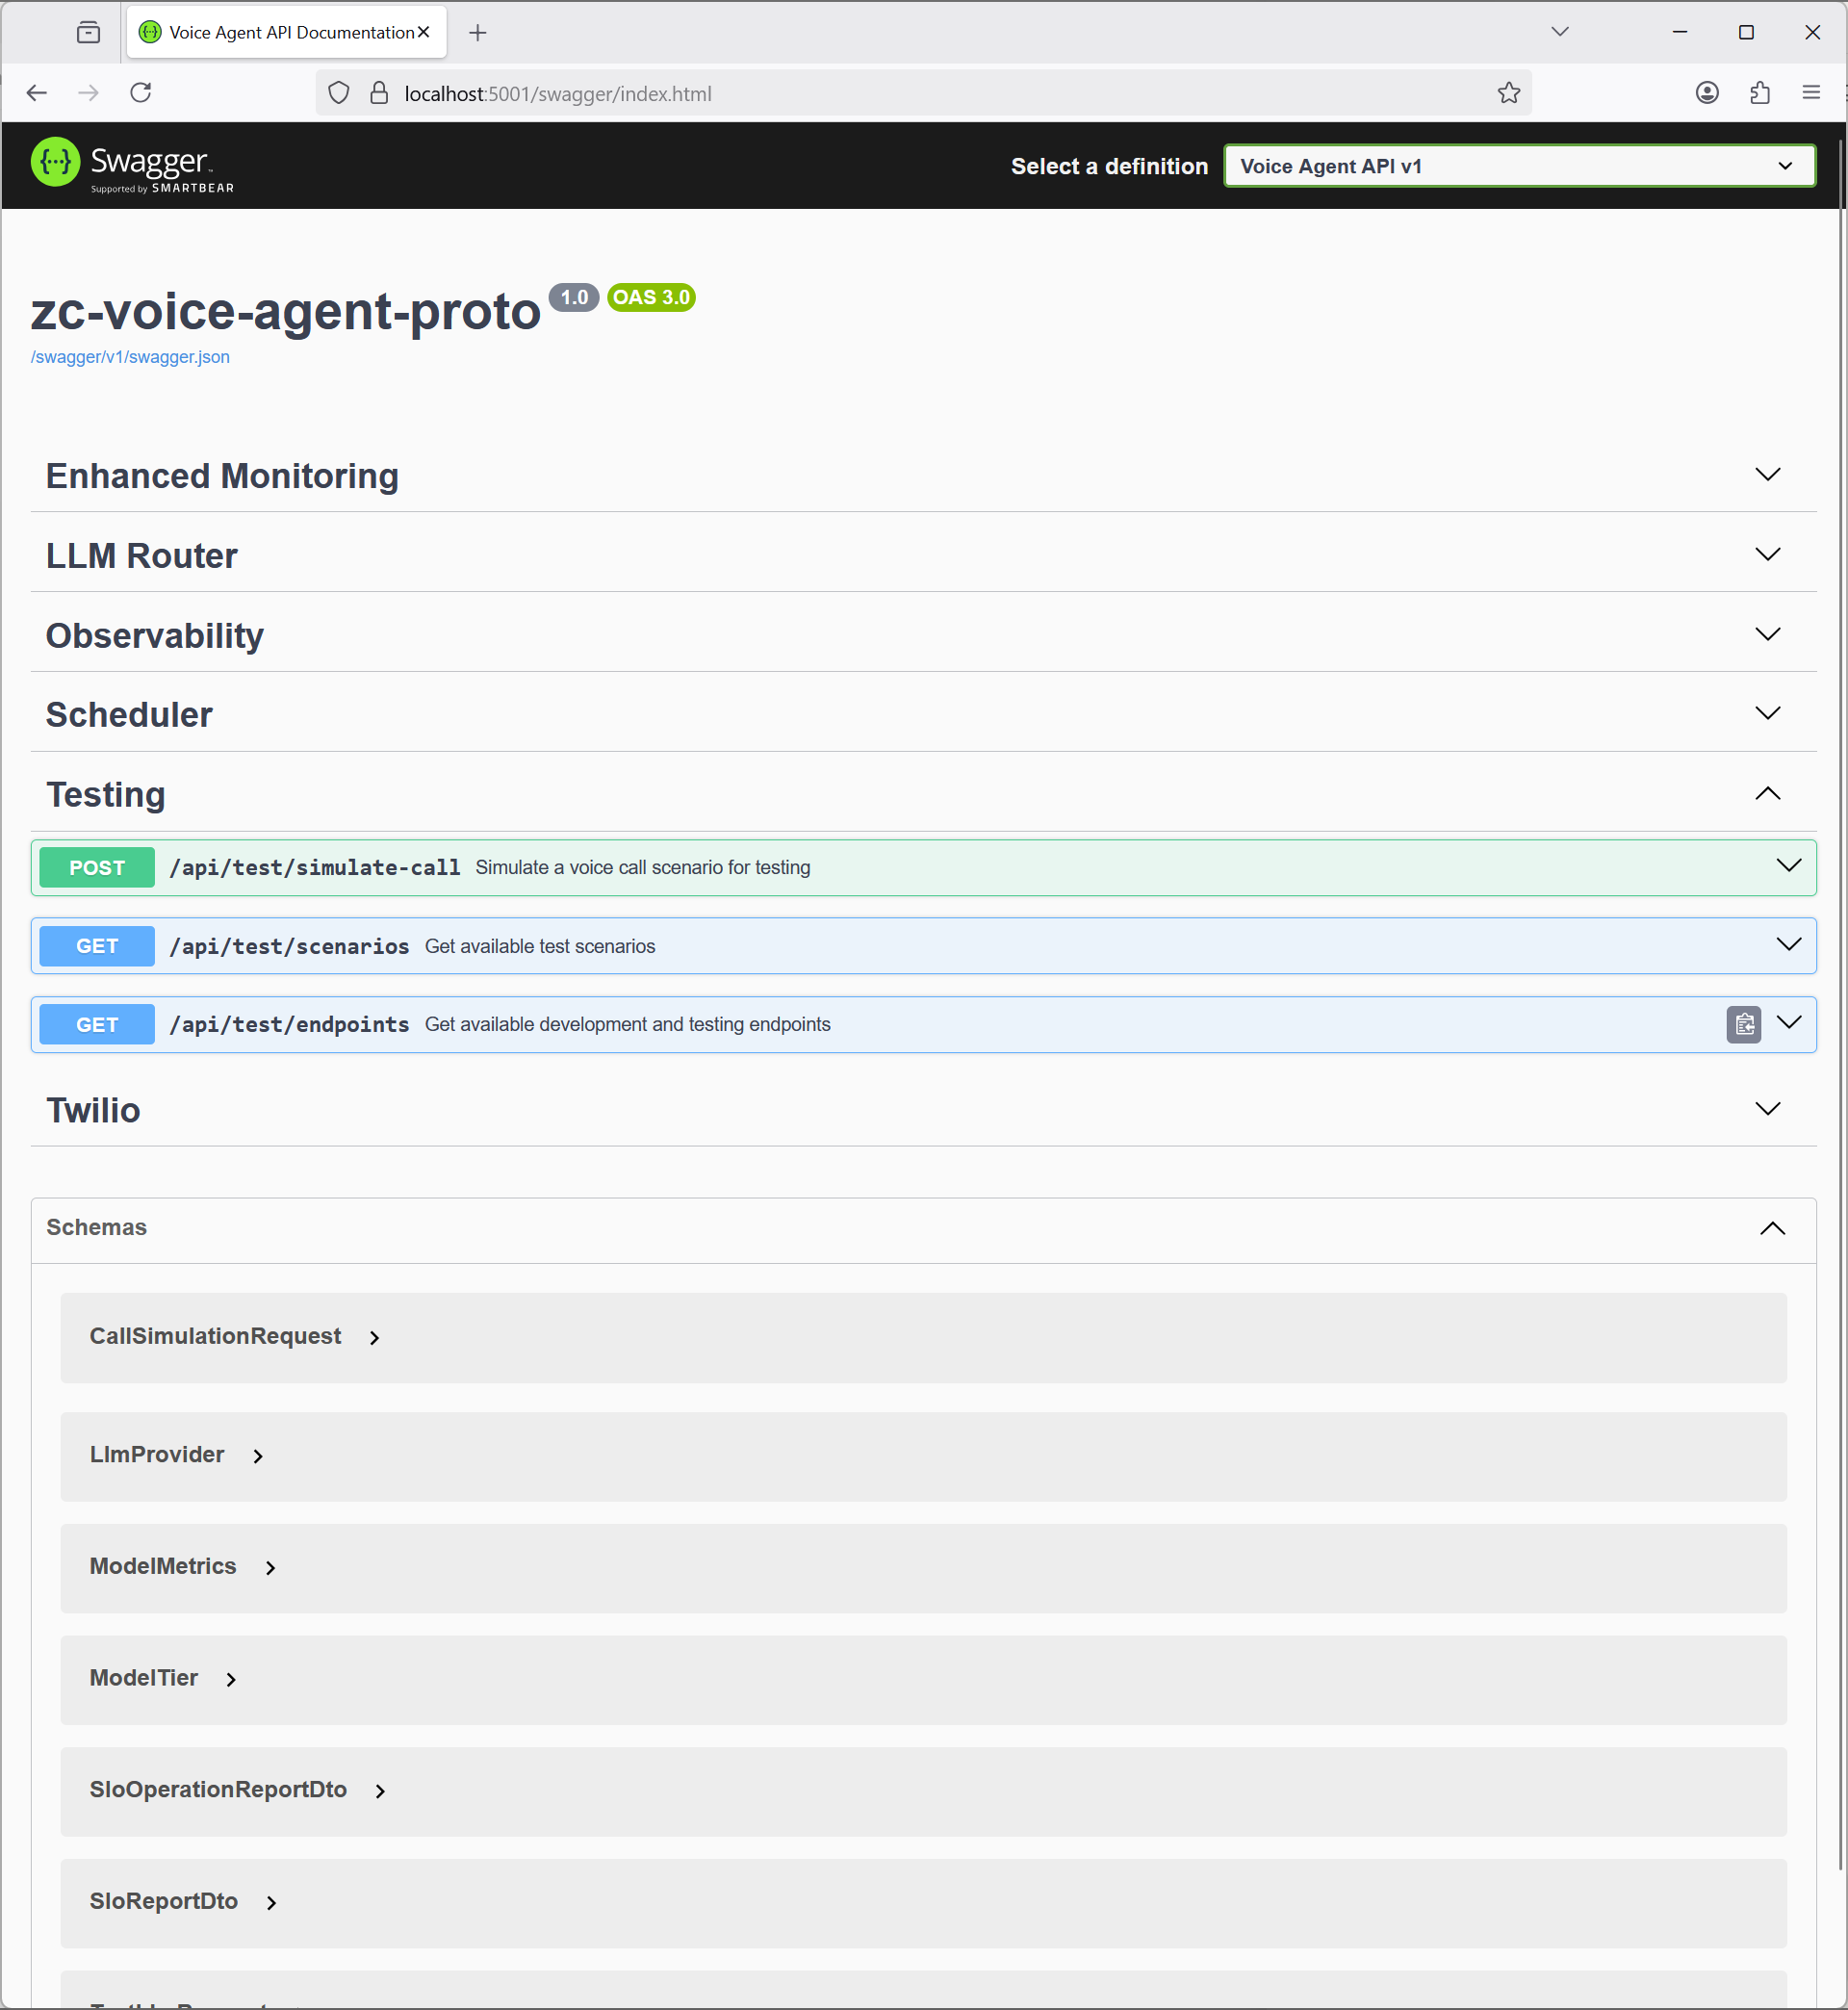 Voice Agent API Documentation
localhost:5001/swagger/index.html
Swagger
Supported by SMARTBEAR
Select a definition
Voice Agent API v1
zc-voice-agent-proto 1.0 OAS 3.0
/swagger/v1/swagger.json
Enhanced Monitoring
LLM Router
Observability
Scheduler
Testing
POST /api/test/simulate-call Simulate a voice call scenario for testing
GET /api/test/scenarios Get available test scenarios
GET /api/test/endpoints Get available development and testing endpoints
Twilio
Schemas
CallSimulationRequest
LlmProvider
ModelMetrics
ModelTier
SloOperationReportDto
SloReportDto